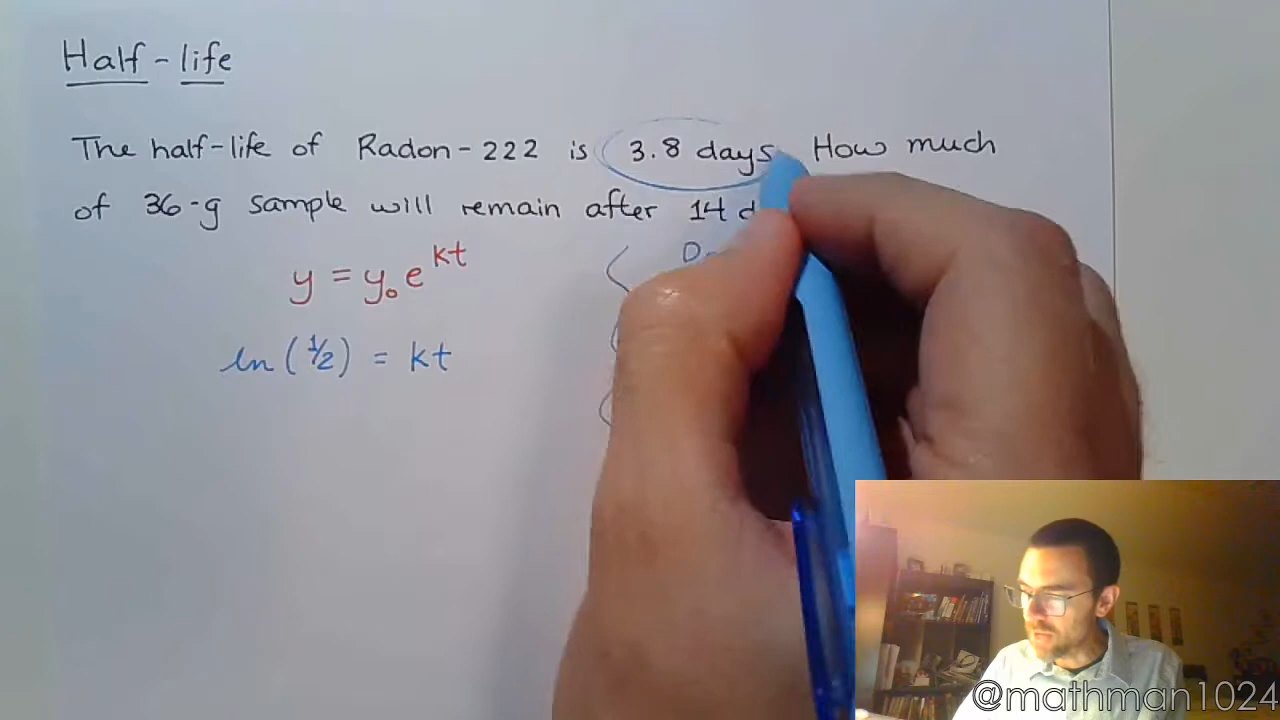 Half-life
The half-life of Radon-222 is 3.8 days. How much
of 36-g sample will remain after 14
y = y₀e^kt
ln(1/2) = kt
@mathman1024